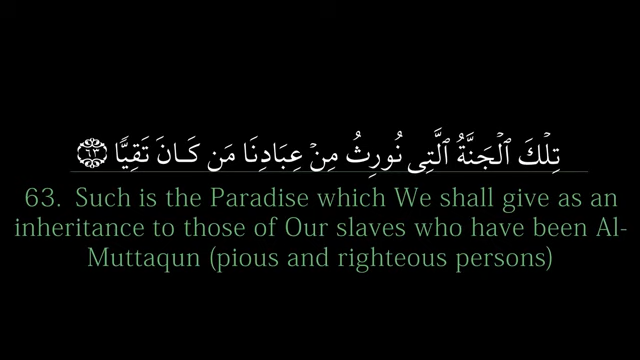 تِلْكَ ٱلْجَنَّةُ ٱلَّتِى نُورِثُ مِنْ عِبَادِنَا مَن كَـانَ تَقِيًّا ۝٦٣
63. Such is the Paradise which We shall give as an
inheritance to those of Our slaves who have been Al-
Muttaqun (pious and righteous persons)